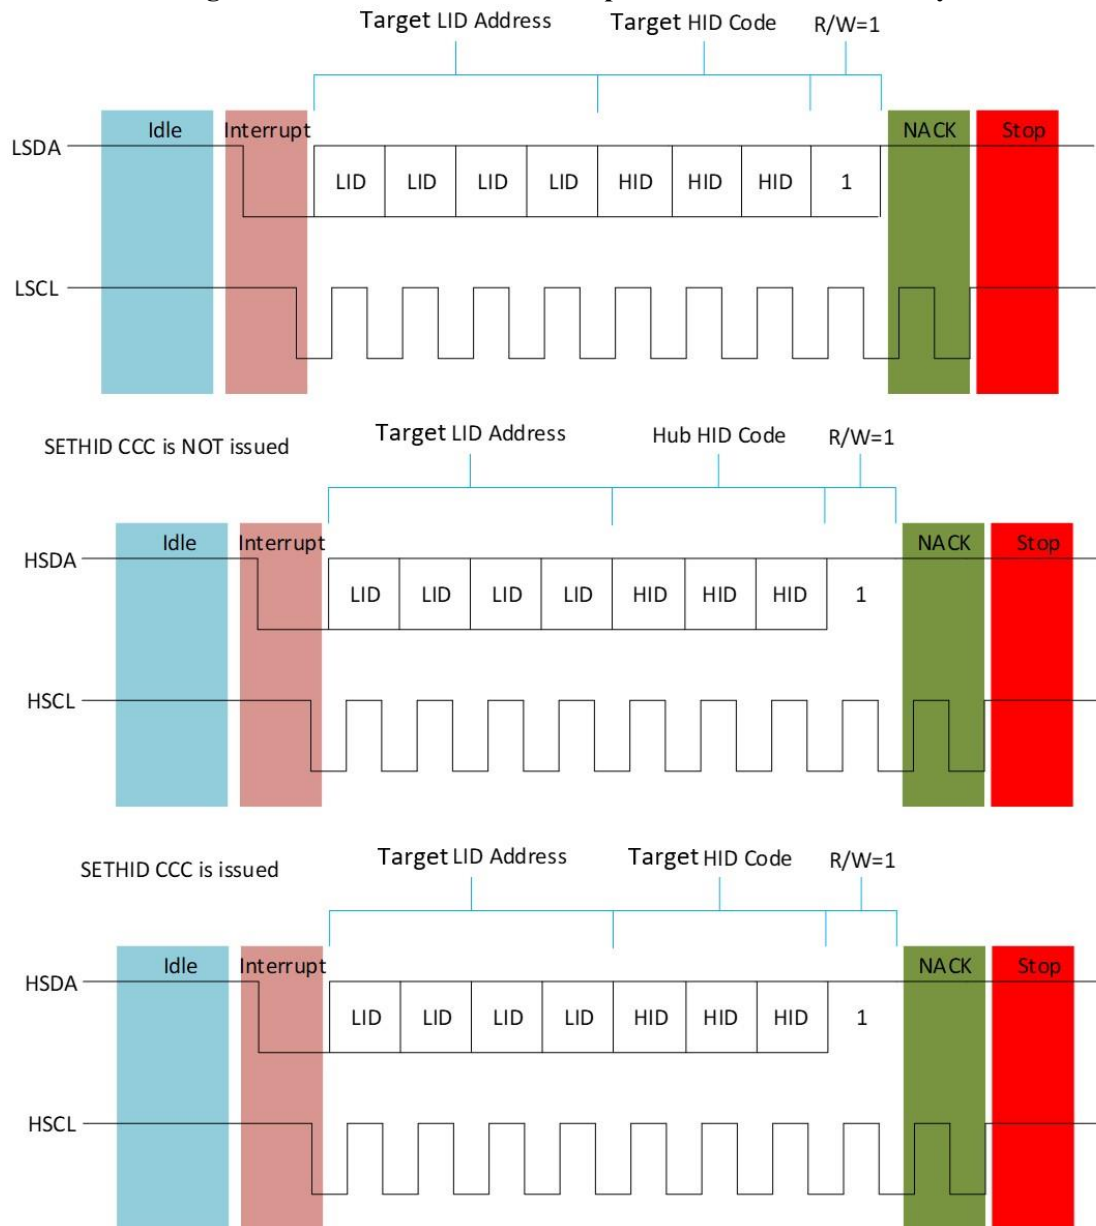 Target LID Address Target HID Code R/W=1
Idle Interrupt NACK Stop
LSDA
LID LID LID LID HID HID HID 1
LSCL
SETHID CCC is NOT issued
Target LID Address Hub HID Code R/W=1
Idle Interrupt NACK Stop
HSDA
LID LID LID LID HID HID HID 1
HSCL
SETHID CCC is issued
Target LID Address Target HID Code R/W=1
Idle Interrupt NACK Stop
HSDA
LID LID LID LID HID HID HID 1
HSCL